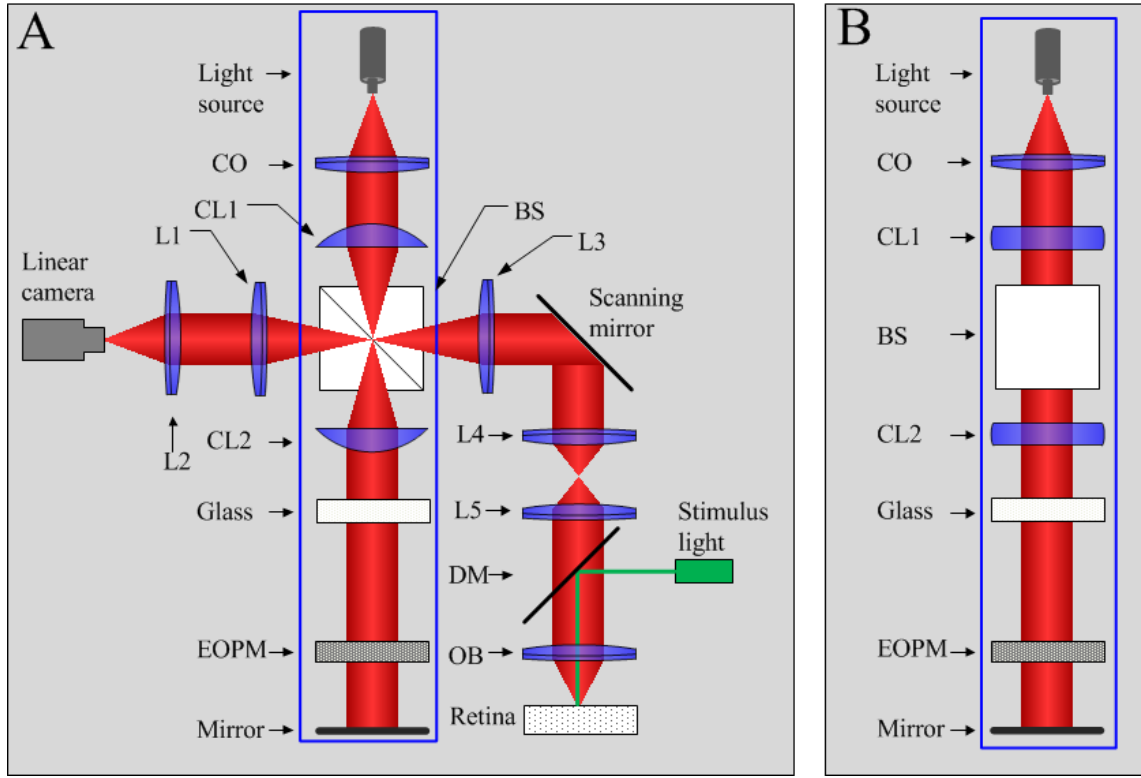 A
Light
source
CO
CL1
BS
L1
L3
Linear
camera
Scanning
mirror
L2
CL2
L4
Glass
L5
Stimulus
light
DM
EOPM
OB
Retina
Mirror
B
Light
source
CO
CL1
BS
CL2
Glass
EOPM
Mirror